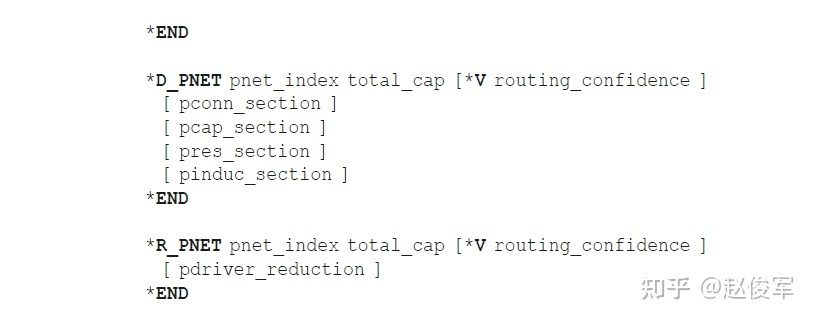 *END
*D_PNET pnet_index total_cap [*V routing_confidence ]
[ pconn_section ]
[ pcap_section ]
[ pres_section ]
[ pinduc_section ]
*END
*R_PNET pnet_index total_cap [*V routing_confidence ]
[ pdriver_reduction ]
*END
知乎 @赵俊军